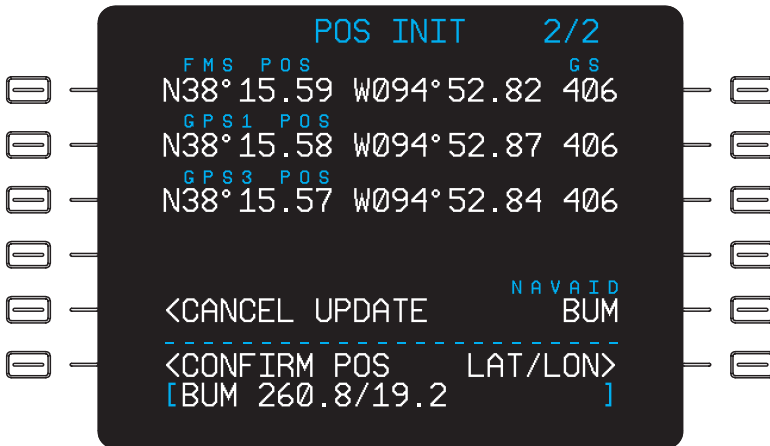 POS INIT 2/2
FMS POS GS
N38°15.59 W094°52.82 406
GPS1 POS
N38°15.58 W094°52.87 406
GPS3 POS
N38°15.57 W094°52.84 406
NAVAID
<CANCEL UPDATE BUM
<CONFIRM POS LAT/LON>
[BUM 260.8/19.2 ]